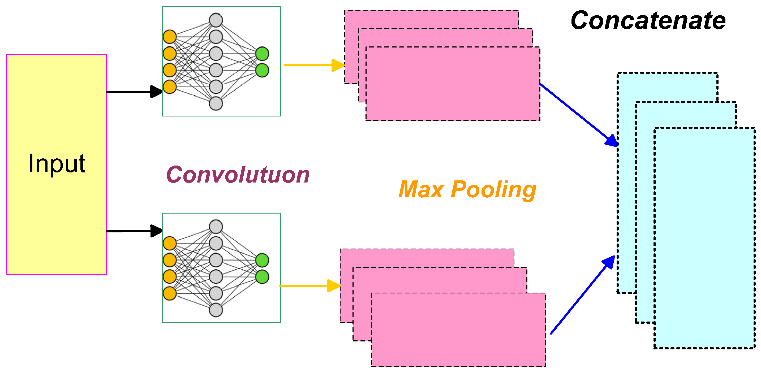 Concatenate
Input
Convolutuon
Max Pooling